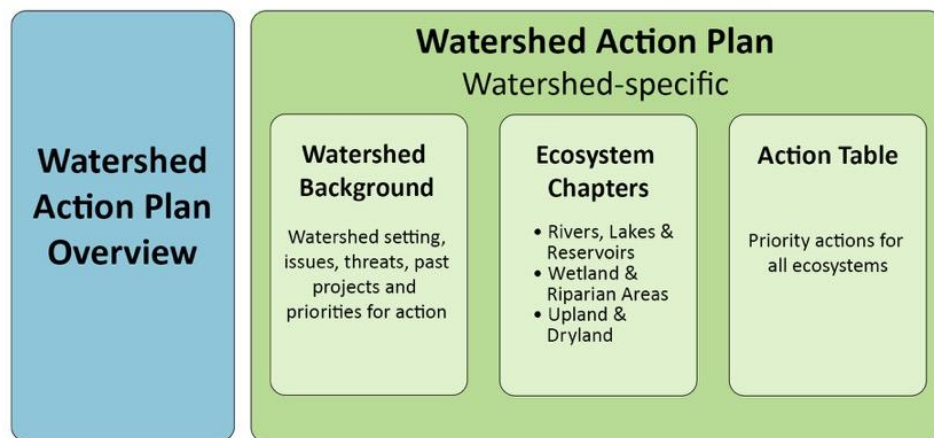 Watershed
Action Plan
Overview
Watershed Action Plan
Watershed-specific
Watershed
Background
Watershed setting,
issues, threats, past
projects and
priorities for action
Ecosystem
Chapters
• Rivers, Lakes &
Reservoirs
• Wetland &
Riparian Areas
• Upland &
Dryland
Action Table
Priority actions for
all ecosystems